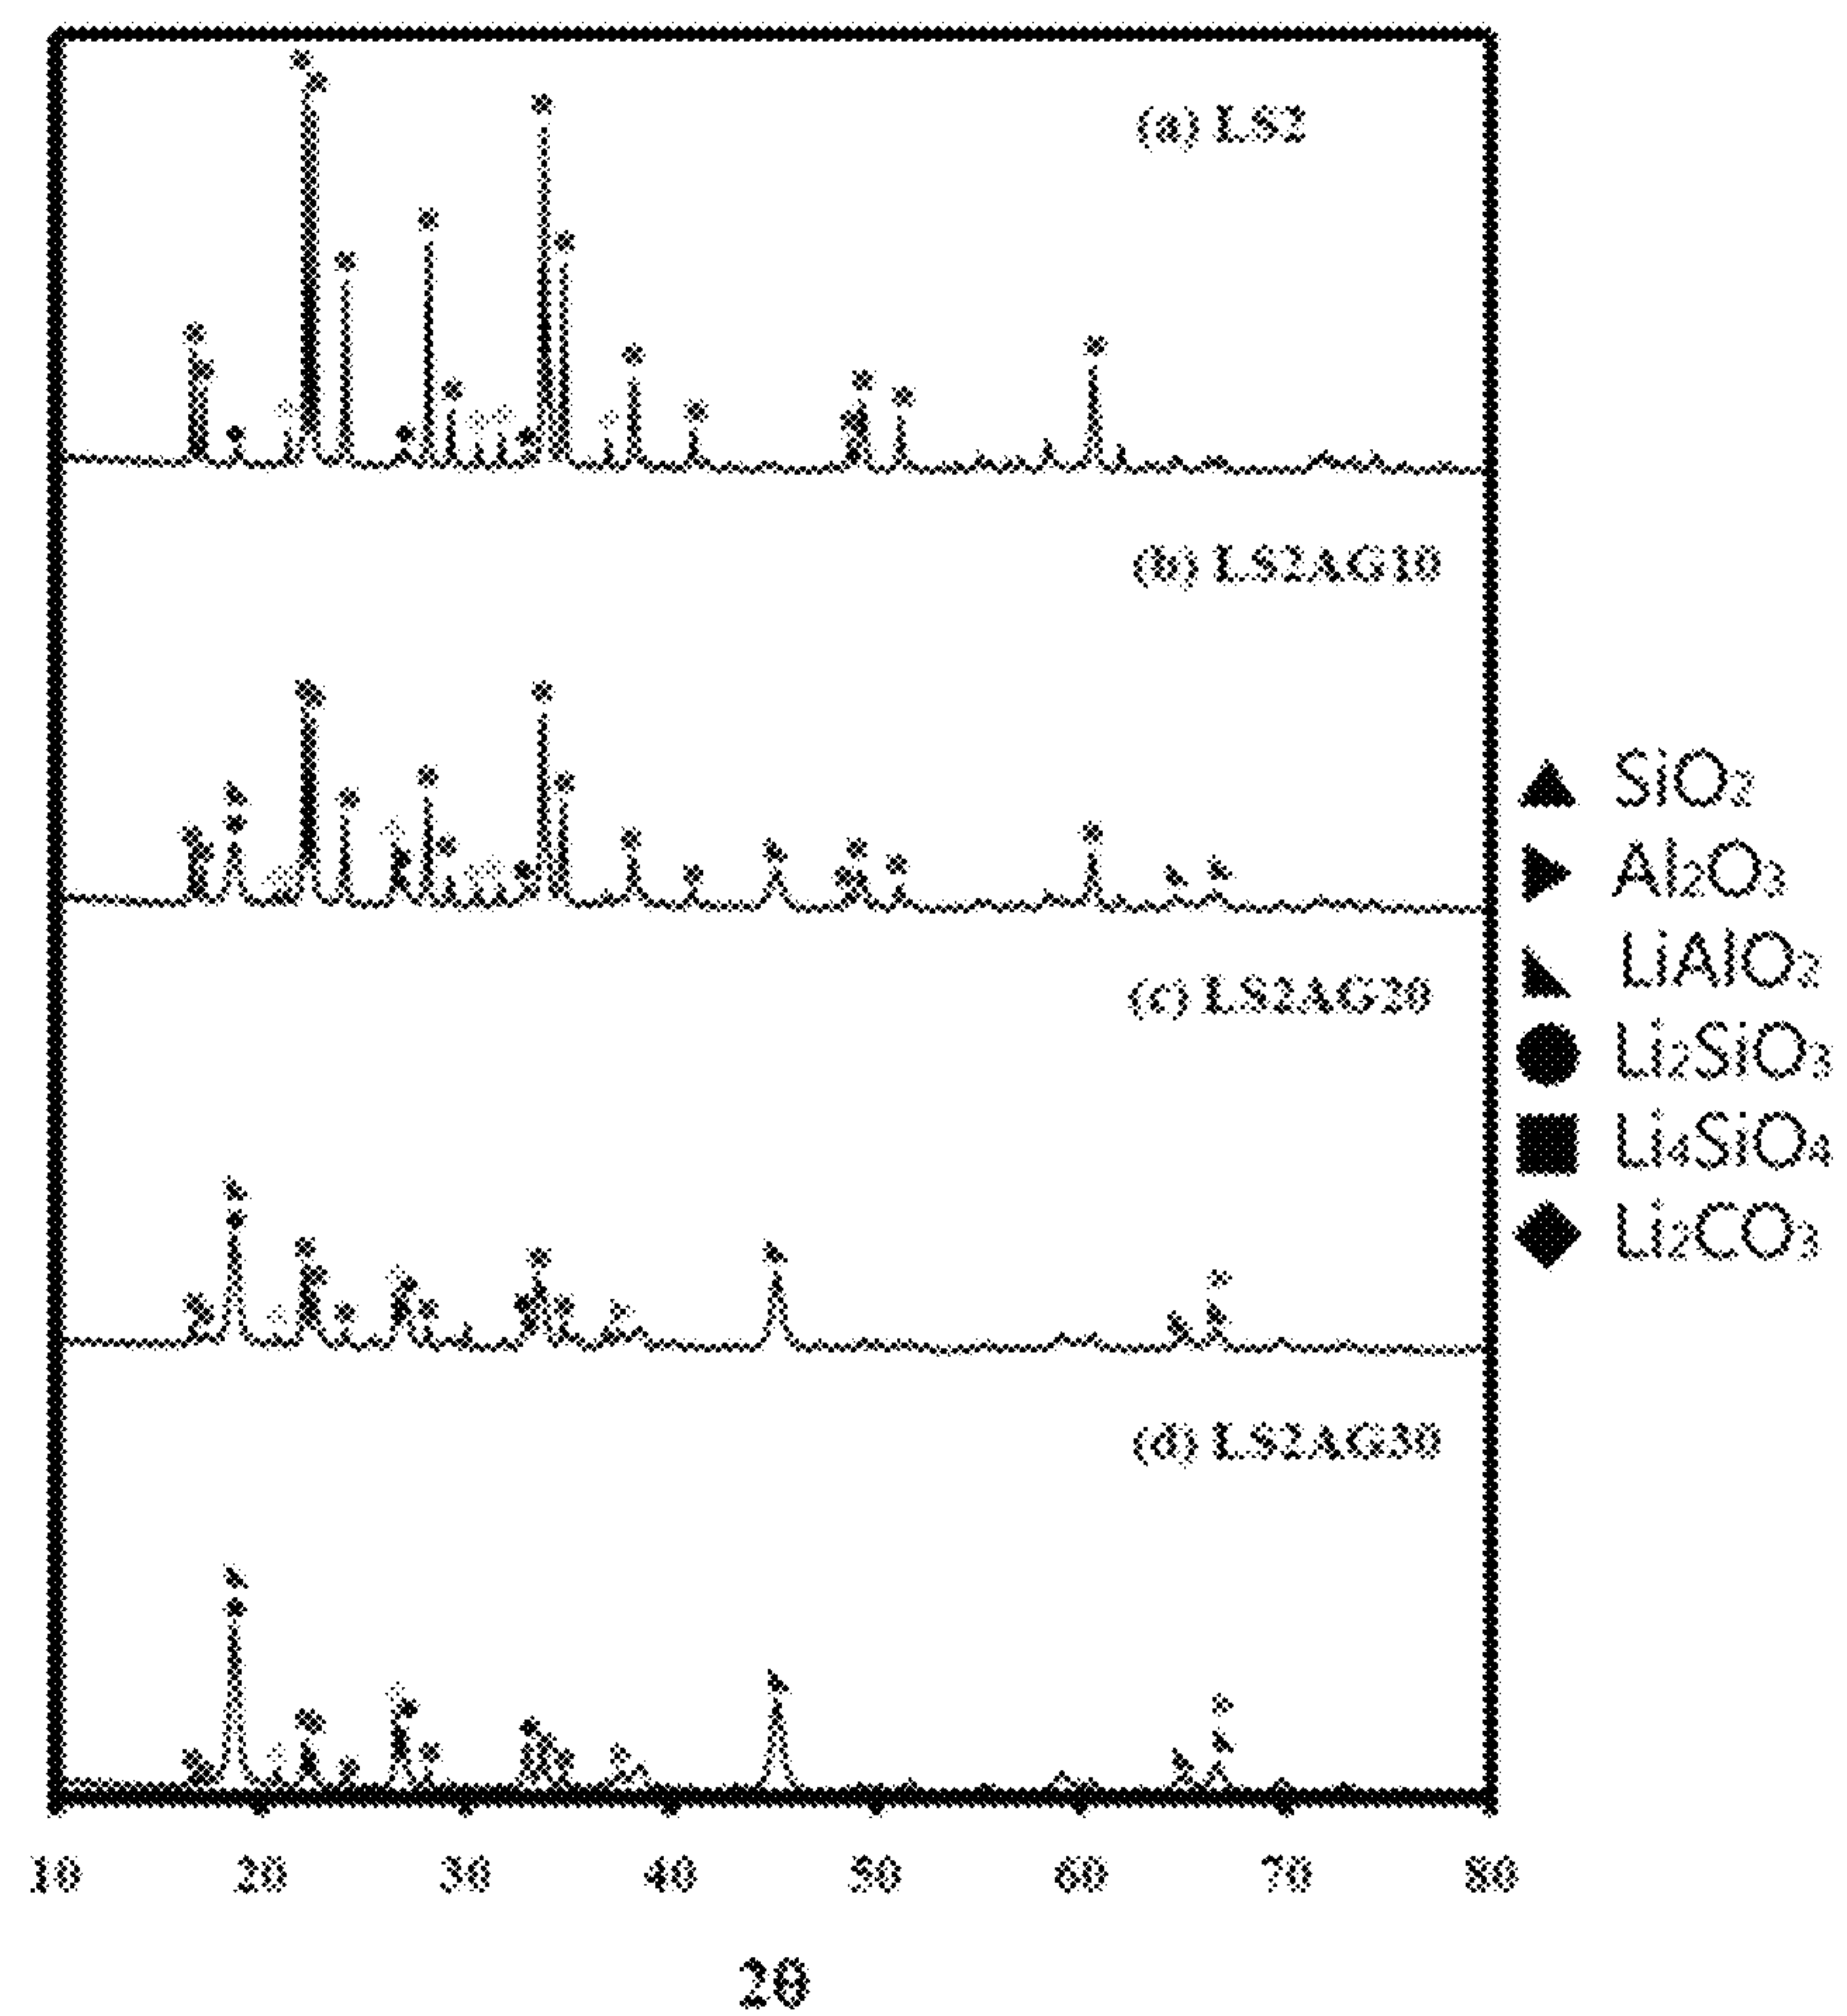 (a) LS2
(b) LS2AG10
(c) LS2AG20
(d) LS2AG30
SiO₂
Al₂O₃
LiAlO₂
Li₂SiO₃
Li₄SiO₄
Li₂CO₃
10 20 30 40 50 60 70 80
2θ